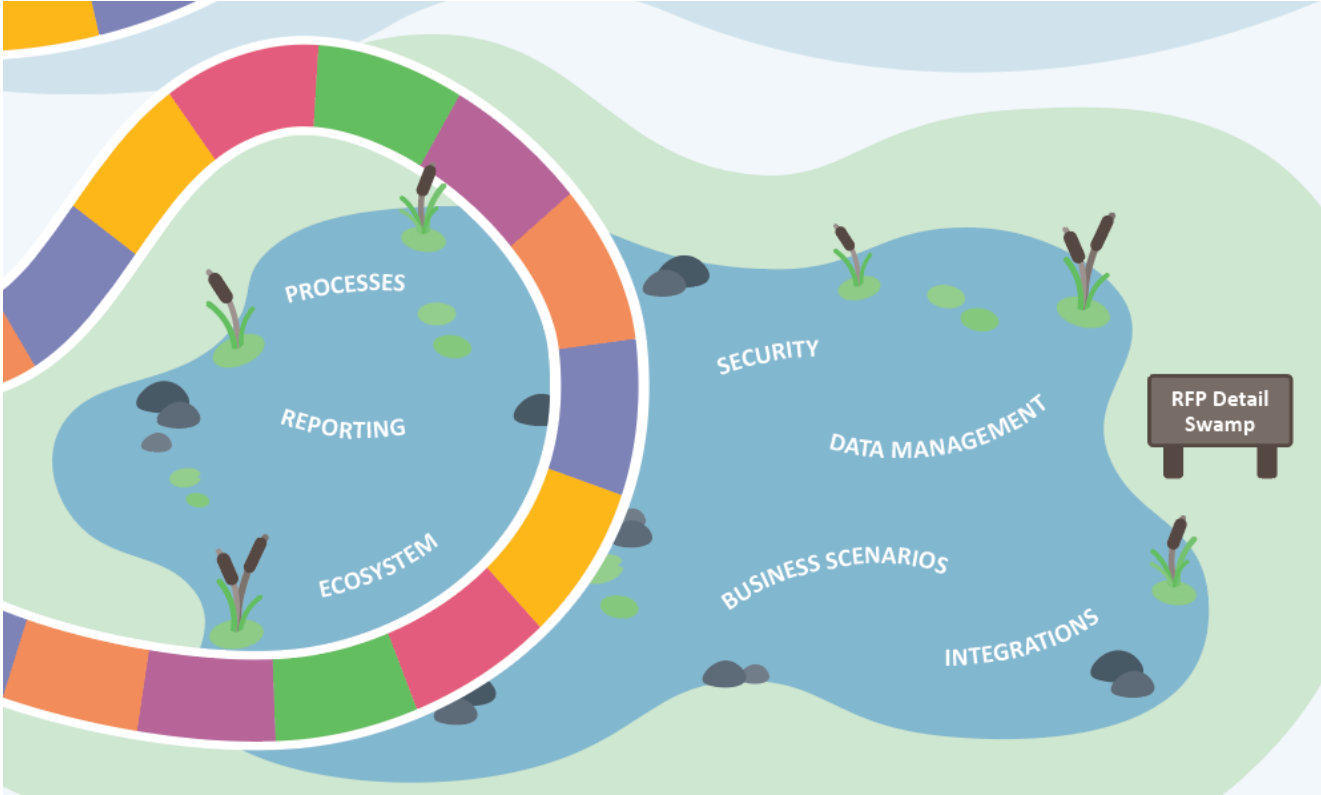 PROCESSES
REPORTING
ECOSYSTEM
SECURITY
DATA MANAGEMENT
BUSINESS SCENARIOS
INTEGRATIONS
RFP Detail
Swamp